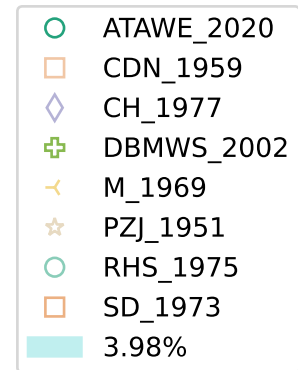 ATAWE_2020
CDN_1959
CH_1977
DBMWS_2002
M_1969
PZJ_1951
RHS_1975
SD_1973
3.98%